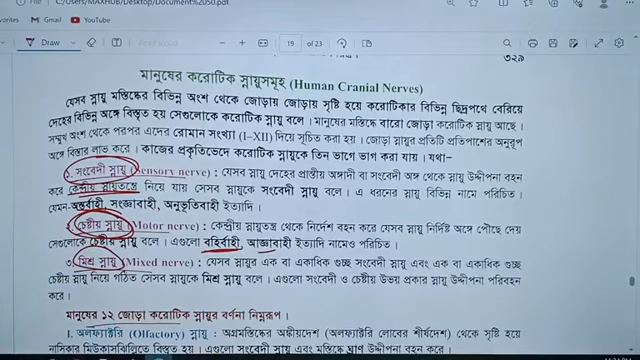 File C:/Users/MAXHUB/Desktop/Document%2050.pdf
Gmail YouTube
Draw 19 of 23
৩২৯
মানুষের করোটিক স্নায়ুসমূহ (Human Cranial Nerves)
যেসব স্নায়ু মস্তিষ্কের বিভিন্ন অংশ থেকে জোড়ায় জোড়ায় সৃষ্টি হয়ে করোটিকার বিভিন্ন ছিদ্রপথে বেরিয়ে
দেহের বিভিন্ন অঙ্গে বিস্তৃত হয় সেগুলোকে করোটিক স্নায়ু বলে। মানুষের মস্তিষ্কে বারো জোড়া করোটিক স্নায়ু আছে।
সম্মুখ অংশ থেকে পরপর এদের রোমান সংখ্যা (I–XII) দিয়ে সূচিত করা হয়। জোড়া স্নায়ুর প্রতিটি প্রতিপাশের অনুরূপ
অঙ্গে বিস্তার লাভ করে। কাজের প্রকৃতিভেদে করোটিক স্নায়ুকে তিন ভাগে ভাগ করা যায়। যথা—
১. সংবেদী স্নায়ু (Sensory nerve) : যেসব স্নায়ু দেহের প্রান্তীয় অঙ্গাদী বা সংবেদী অঙ্গ থেকে স্নায়ু উদ্দীপনা বহন
করে কেন্দ্রীয় স্নায়ুতন্ত্রে নিয়ে যায় সেসব স্নায়ুকে সংবেদী স্নায়ু বলে। এ ধরনের স্নায়ু বিভিন্ন নামে পরিচিত।
যেমন-অন্তর্বাহী, সংজ্ঞাবাহী, অনুভূতিবাহী ইত্যাদি।
২. চেষ্টীয় স্নায়ু (Motor nerve) : কেন্দ্রীয় স্নায়ুতন্ত্র থেকে নির্দেশ বহন করে যেসব স্নায়ু নির্দিষ্ট অঙ্গে পৌঁছে দেয়
সেগুলোকে চেষ্টীয় স্নায়ু বলে। এগুলো বহির্বাহী, আজ্ঞাবাহী ইত্যাদি নামেও পরিচিত।
৩. মিশ্র স্নায়ু (Mixed nerve) : যেসব স্নায়ুর এক বা একাধিক গুচ্ছ সংবেদী স্নায়ু এবং এক বা একাধিক গুচ্ছ
চেষ্টীয় স্নায়ু নিয়ে গঠিত সেসব স্নায়ুকে মিশ্র স্নায়ু বলে। এগুলো সংবেদী ও চেষ্টীয় উভয় প্রকার স্নায়ু উদ্দীপনা পরিবহন
করে।
মানুষের ১২ জোড়া করোটিক স্নায়ুর বর্ণনা নিম্নরূপ।
I. অলফ্যাক্টরি (Olfactory) স্নায়ু : অগ্রমস্তিষ্কের অঙ্কীয়দেশ (অলফ্যাক্টরি লোবের শীর্ষদেশ) থেকে সৃষ্টি হয়ে
নাসিকার মিউকাসঝিল্লিতে বিস্তৃত হয়। এগুলো সংবেদী স্নায়ু এবং মস্তিষ্কে ঘ্রাণ উদ্দীপনা বহন করে।